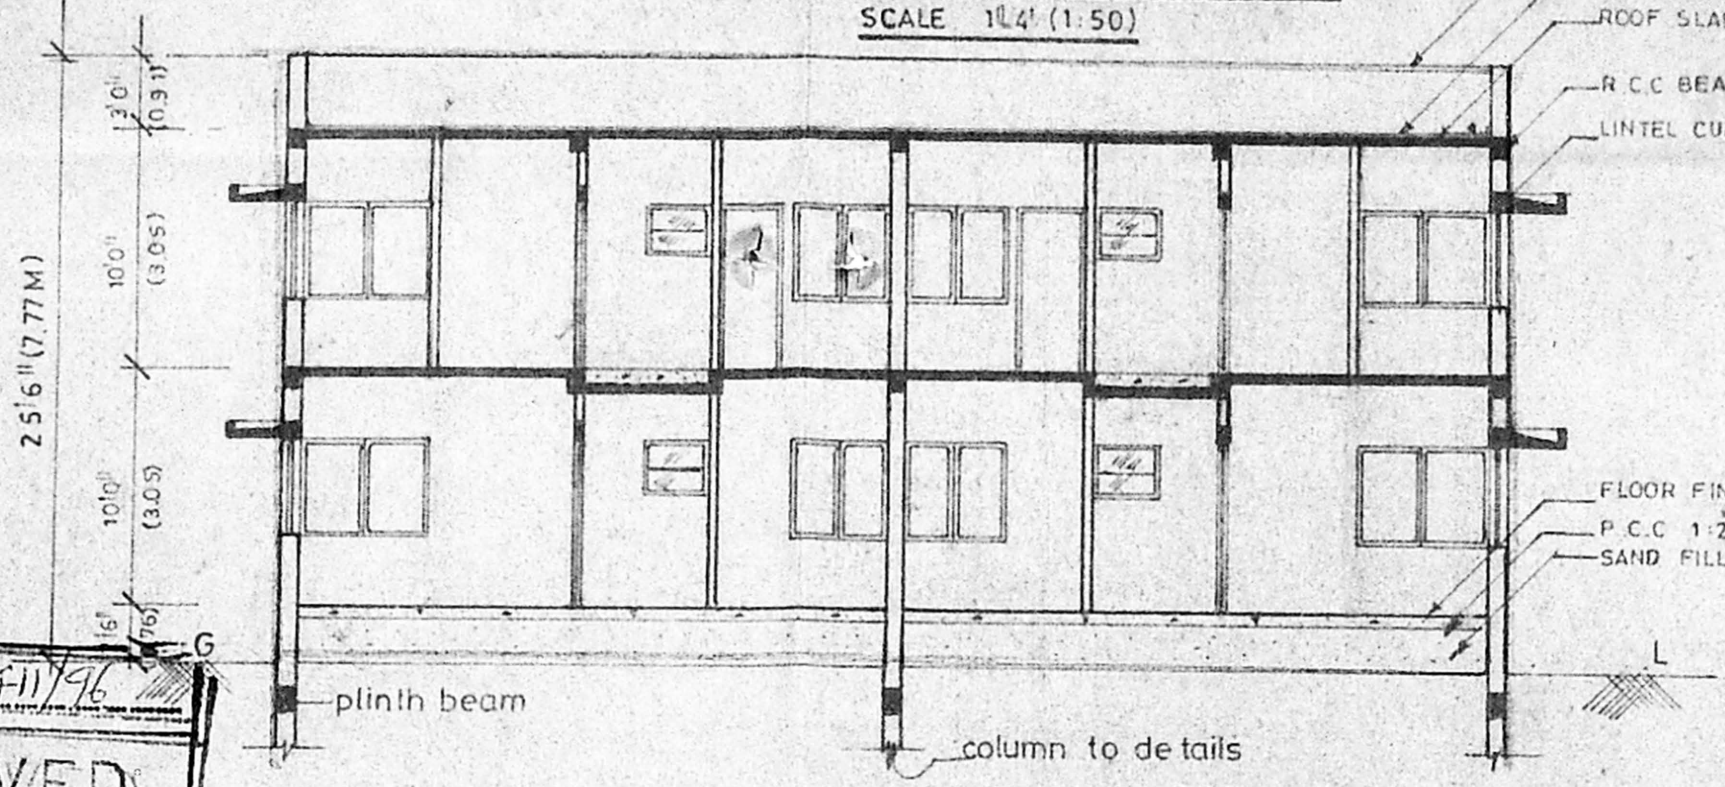 SCALE 1"=4' (1:50)
ROOF SLA
R.C.C BEA
LINTEL CU
3'0"
(0.91)
10'0"
(3.05)
25'6" (7.77M)
10'0"
(3.05)
FLOOR FIN
P.C.C 1:2
SAND FILL
6"
76)
G
L
plinth beam
column to details